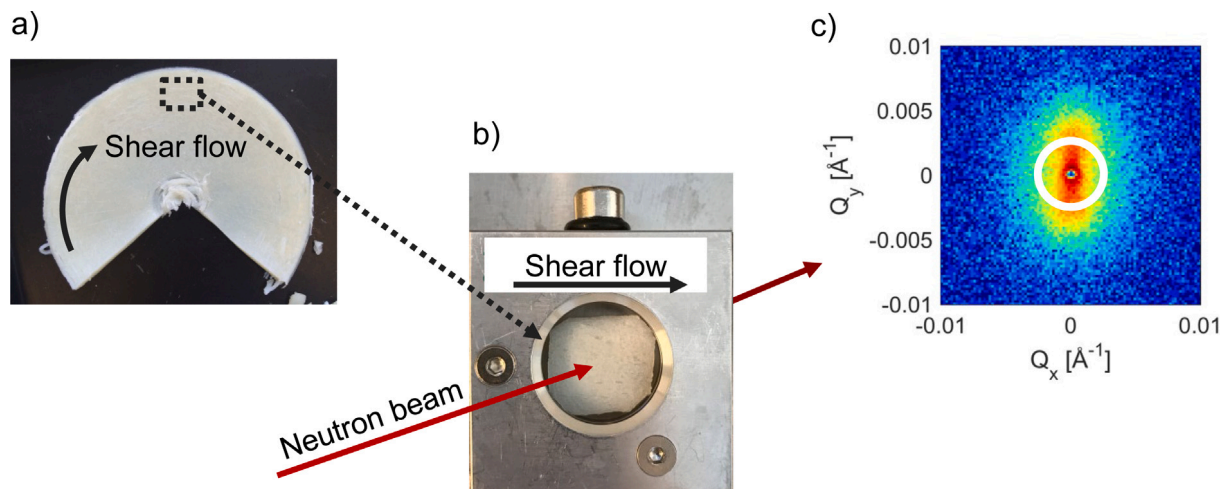 a)
Shear flow
b)
Shear flow
Neutron beam
c)
0.01
0.005
0
-0.005
-0.01
Q_y [Å⁻¹]
-0.01 0 0.01
Q_x [Å⁻¹]